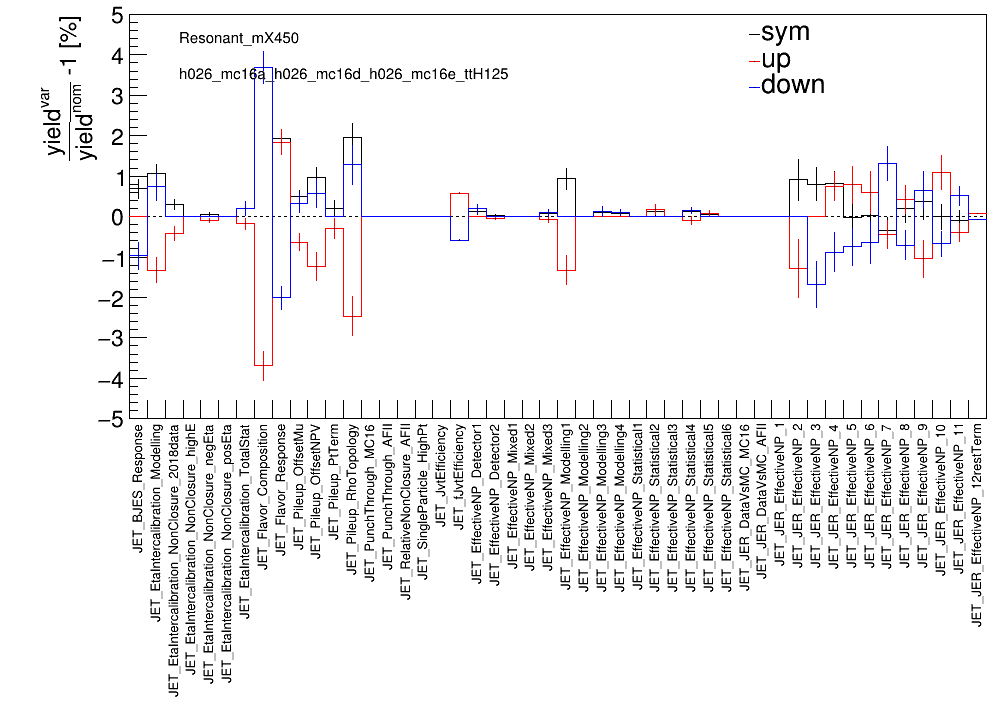 yield^var / yield^nom -1 [%]
5
4
3
2
1
0
−1
−2
−3
−4
−5
Resonant_mX450
h026_mc16a_h026_mc16d_h026_mc16e_ttH125
sym
up
down
JET_BJES_Response
JET_EtaIntercalibration_Modelling
JET_EtaIntercalibration_NonClosure_2018data
JET_EtaIntercalibration_NonClosure_highE
JET_EtaIntercalibration_NonClosure_negEta
JET_EtaIntercalibration_NonClosure_posEta
JET_EtaIntercalibration_TotalStat
JET_Flavor_Composition
JET_Flavor_Response
JET_Pileup_OffsetMu
JET_Pileup_OffsetNPV
JET_Pileup_PtTerm
JET_Pileup_RhoTopology
JET_PunchThrough_MC16
JET_PunchThrough_AFII
JET_RelativeNonClosure_AFII
JET_SingleParticle_HighPt
JET_JvtEfficiency
JET_fJvtEfficiency
JET_EffectiveNP_Detector1
JET_EffectiveNP_Detector2
JET_EffectiveNP_Mixed1
JET_EffectiveNP_Mixed2
JET_EffectiveNP_Mixed3
JET_EffectiveNP_Modelling1
JET_EffectiveNP_Modelling2
JET_EffectiveNP_Modelling3
JET_EffectiveNP_Modelling4
JET_EffectiveNP_Statistical1
JET_EffectiveNP_Statistical2
JET_EffectiveNP_Statistical3
JET_EffectiveNP_Statistical4
JET_EffectiveNP_Statistical5
JET_EffectiveNP_Statistical6
JET_JER_DataVsMC_MC16
JET_JER_DataVsMC_AFII
JET_JER_EffectiveNP_1
JET_JER_EffectiveNP_2
JET_JER_EffectiveNP_3
JET_JER_EffectiveNP_4
JET_JER_EffectiveNP_5
JET_JER_EffectiveNP_6
JET_JER_EffectiveNP_7
JET_JER_EffectiveNP_8
JET_JER_EffectiveNP_9
JET_JER_EffectiveNP_10
JET_JER_EffectiveNP_11
JET_JER_EffectiveNP_12restTerm